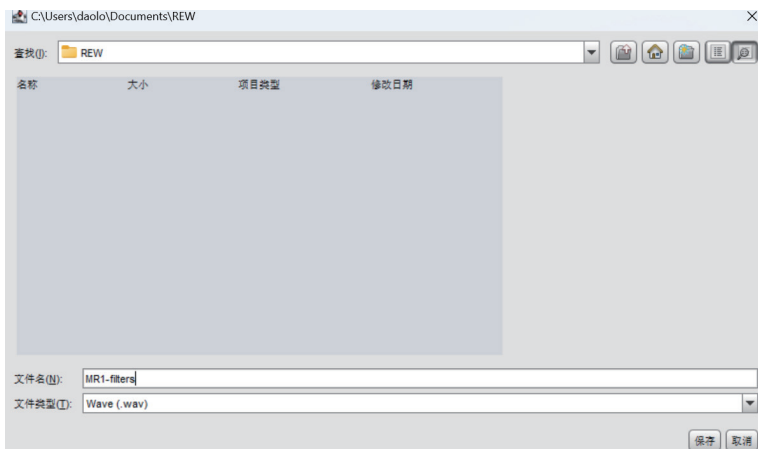 C:\Users\daolo\Documents\REW
查找(I): REW
名称 大小 项目类型 修改日期
文件名(N): MR1-filters
文件类型(T): Wave (.wav)
保存 取消